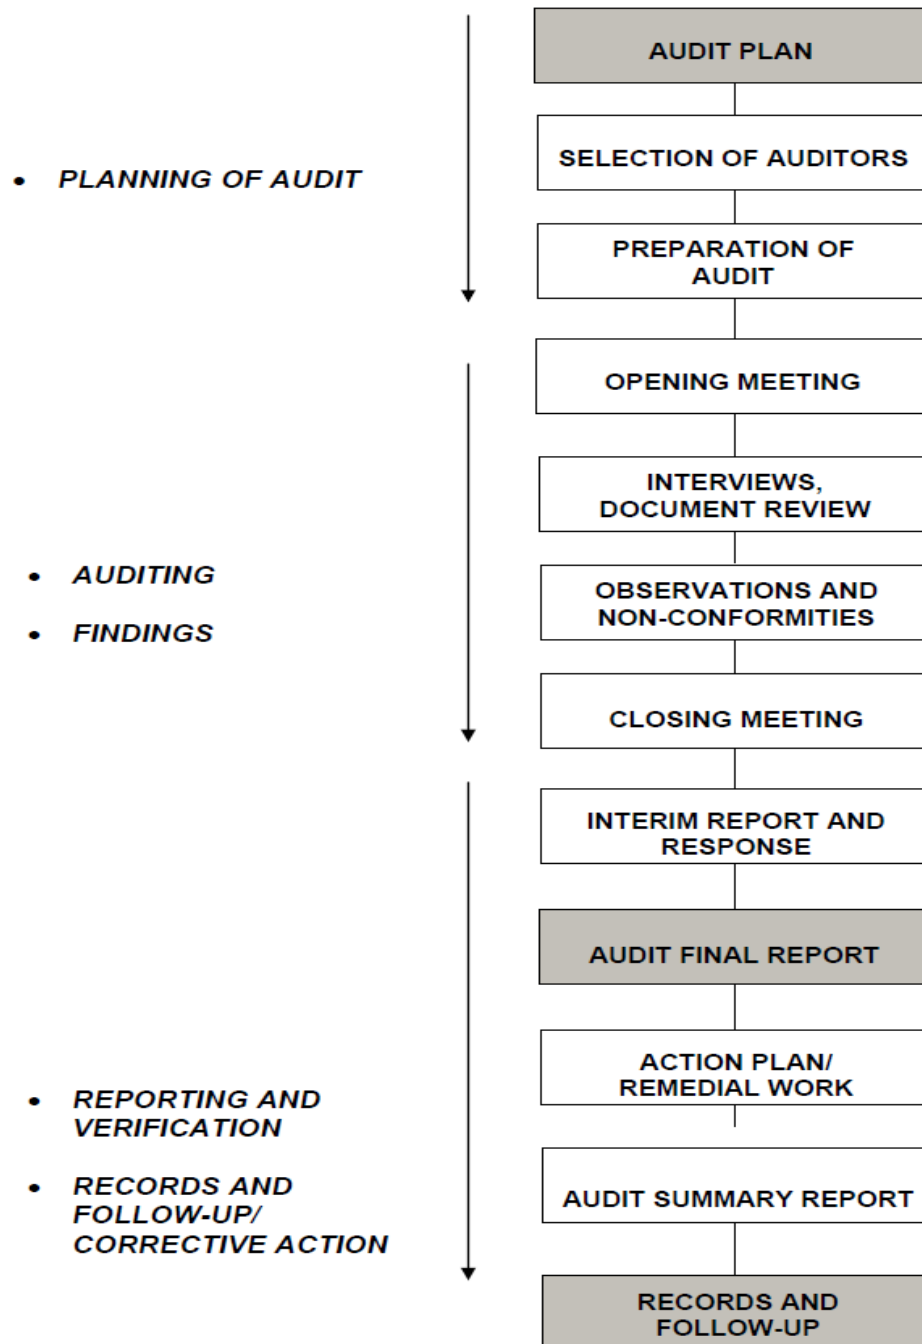 AUDIT PLAN
SELECTION OF AUDITORS
• PLANNING OF AUDIT
PREPARATION OF
AUDIT
OPENING MEETING
INTERVIEWS,
DOCUMENT REVIEW
• AUDITING
• FINDINGS
OBSERVATIONS AND
NON-CONFORMITIES
CLOSING MEETING
INTERIM REPORT AND
RESPONSE
AUDIT FINAL REPORT
ACTION PLAN/
REMEDIAL WORK
• REPORTING AND
VERIFICATION
• RECORDS AND
FOLLOW-UP/
CORRECTIVE ACTION
AUDIT SUMMARY REPORT
RECORDS AND
FOLLOW-UP